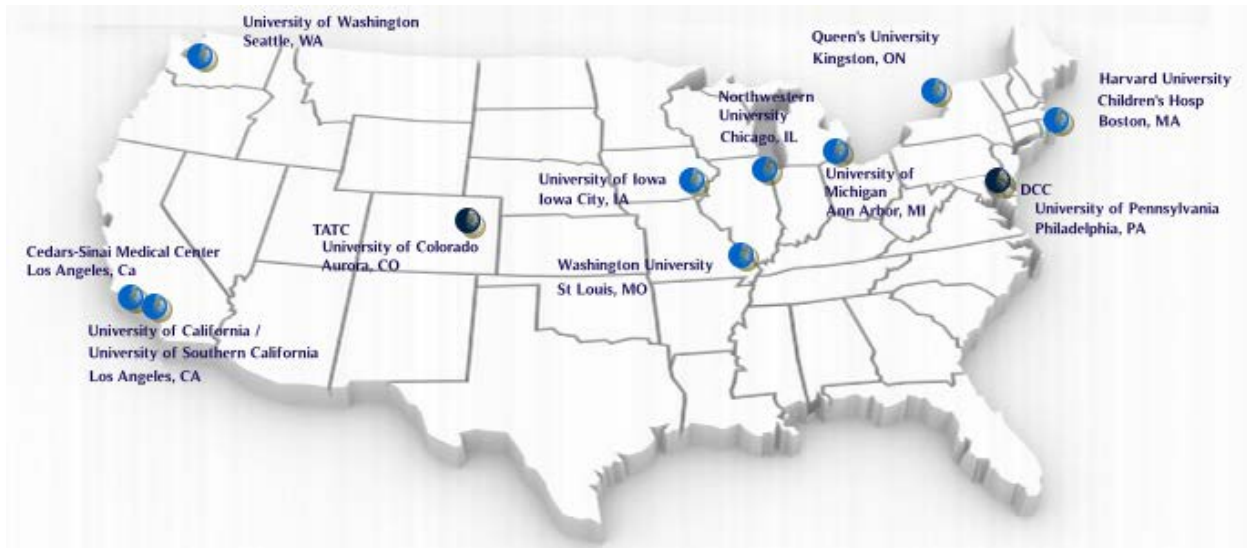 University of Washington
Seattle, WA
Queen's University
Kingston, ON
Harvard University
Children's Hosp
Boston, MA
Northwestern
University
Chicago, IL
University of Iowa
Iowa City, IA
University of
Michigan
Ann Arbor, MI
DCC
University of Pennsylvania
Philadelphia, PA
TATC
University of Colorado
Aurora, CO
Cedars-Sinai Medical Center
Los Angeles, Ca
Washington University
St Louis, MO
University of California /
University of Southern California
Los Angeles, CA